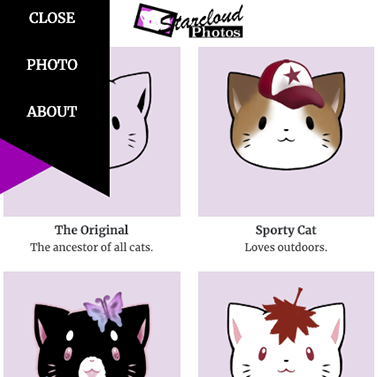 CLOSE
PHOTO
ABOUT
Starcloud
Photos
The Original
The ancestor of all cats.
Sporty Cat
Loves outdoors.